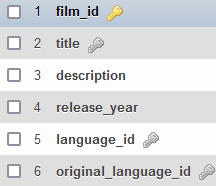 1 film_id
2 title
3 description
4 release_year
5 language_id
6 original_language_id